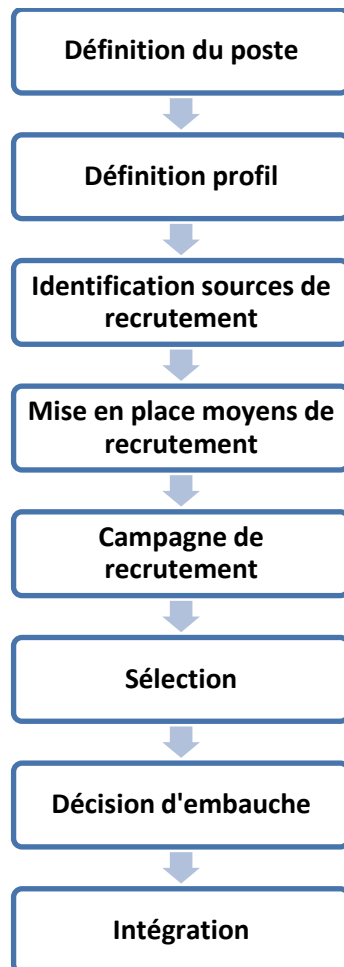 Définition du poste
Définition profil
Identification sources de
recrutement
Mise en place moyens de
recrutement
Campagne de
recrutement
Sélection
Décision d'embauche
Intégration